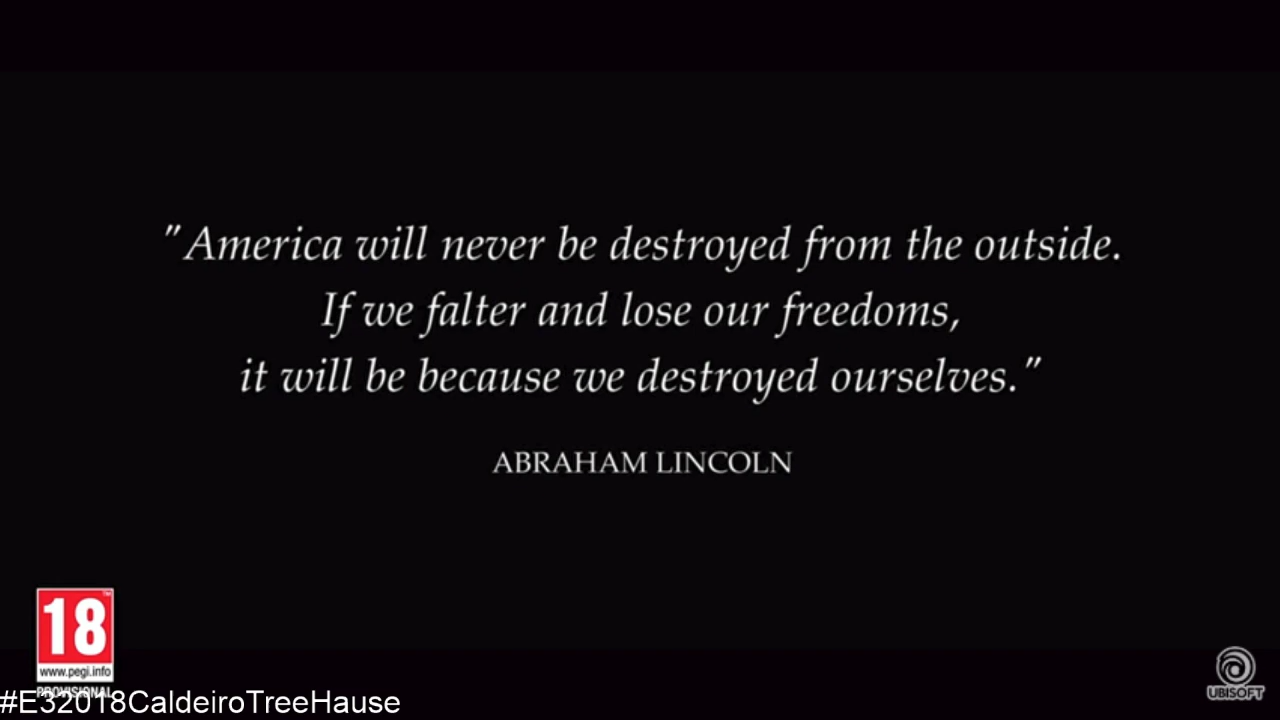 "America will never be destroyed from the outside.
If we falter and lose our freedoms,
it will be because we destroyed ourselves."
ABRAHAM LINCOLN
18
www.pegi.info
PROVISIONAL
UBISOFT
#E32018CaldeiroTreeHause